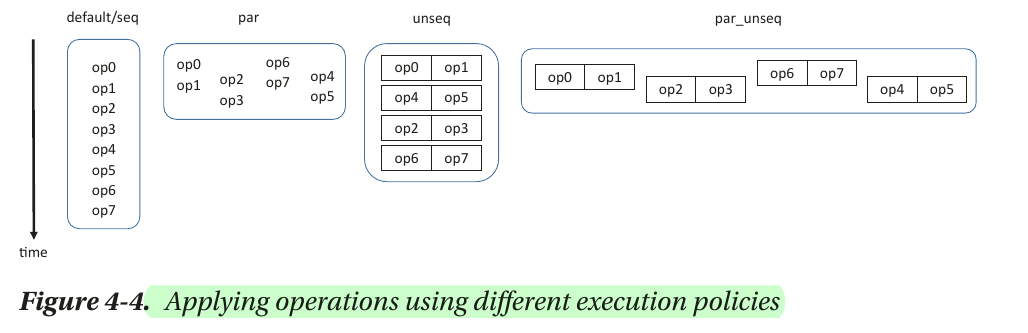 default/seq
par
unseq
par_unseq
op0
op1
op2
op3
op4
op5
op6
op7
op0
op1
op2
op3
op6
op7
op4
op5
op0 op1
op4 op5
op2 op3
op6 op7
op0 op1
op2 op3
op6 op7
op4 op5
time
Figure 4-4. Applying operations using different execution policies